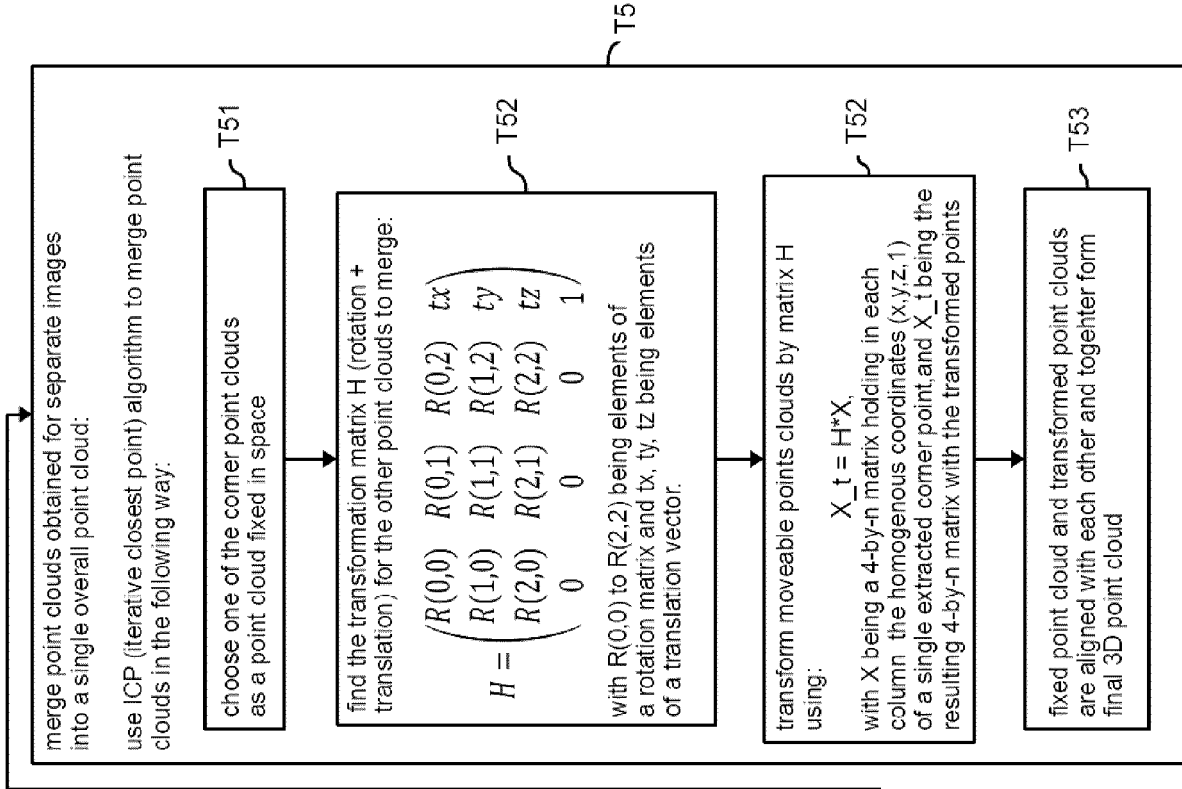 merge point clouds obtained for separate images
into a single overall point cloud:
use ICP (iterative closest point) algorithm to merge point
clouds in the following way:
choose one of the corner point clouds
as a point cloud fixed in space
T51
find the transformation matrix H (rotation +
translation) for the other point clouds to merge:
H = ( R(0,0) R(0,1) R(0,2) tx
R(1,0) R(1,1) R(1,2) ty
R(2,0) R(2,1) R(2,2) tz
0 0 0 1 )
with R(0,0) to R(2,2) being elements of
a rotation matrix and tx, ty, tz being elements
of a translation vector.
T52
transform moveable points clouds by matrix H
using:
X_t = H*X,
with X being a 4-by-n matrix holding in each
column the homogenous coordinates (x,y,z,1)
of a single extracted corner point,and X_t being the
resulting 4-by-n matrix with the transformed points
T52
fixed point cloud and transformed point clouds
are aligned with each other and togehter form
final 3D point cloud
T53
T5